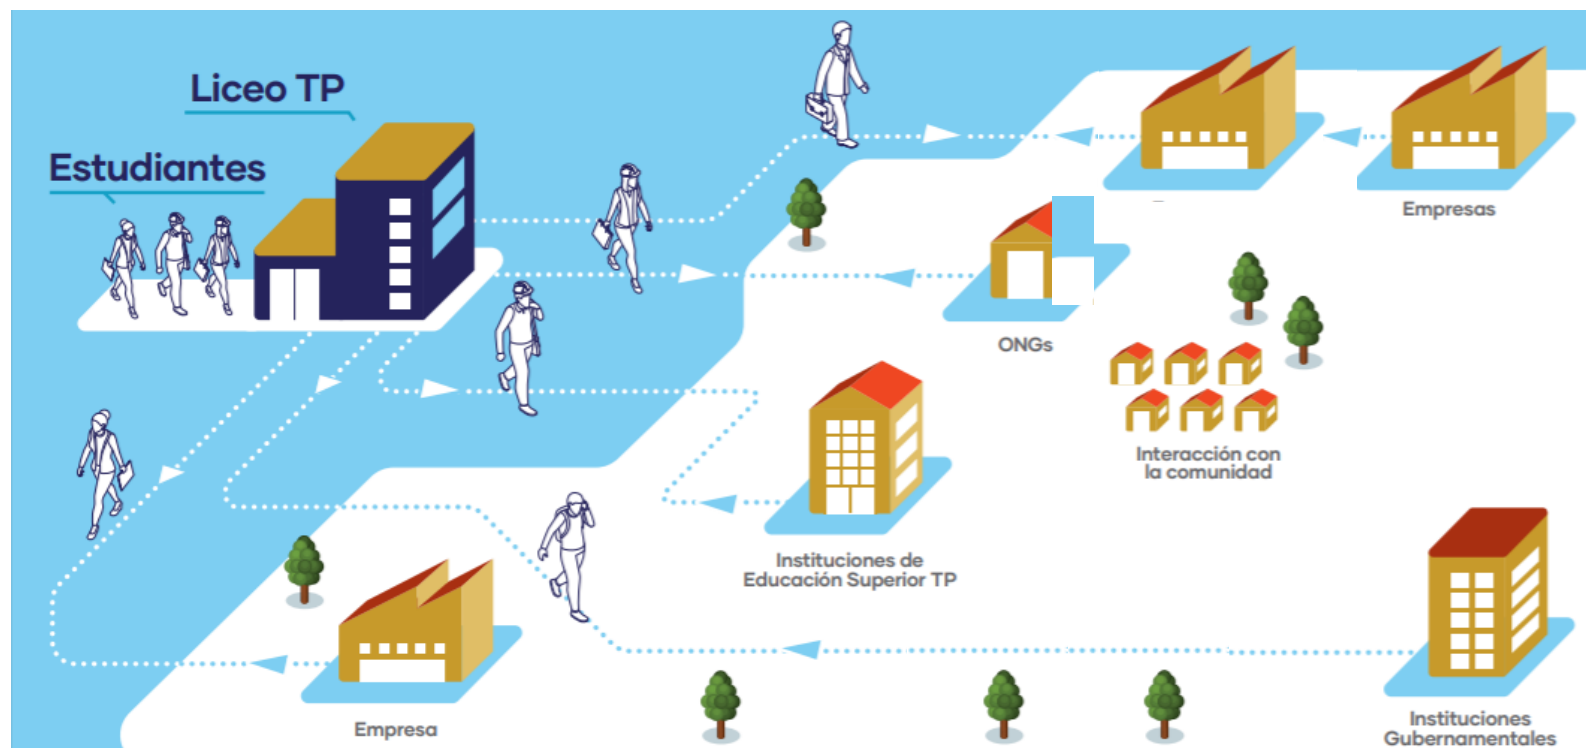 Liceo TP
Estudiantes
Empresas
ONGs
Interacción con
la comunidad
Instituciones de
Educación Superior TP
Empresa
Instituciones
Gubernamentales